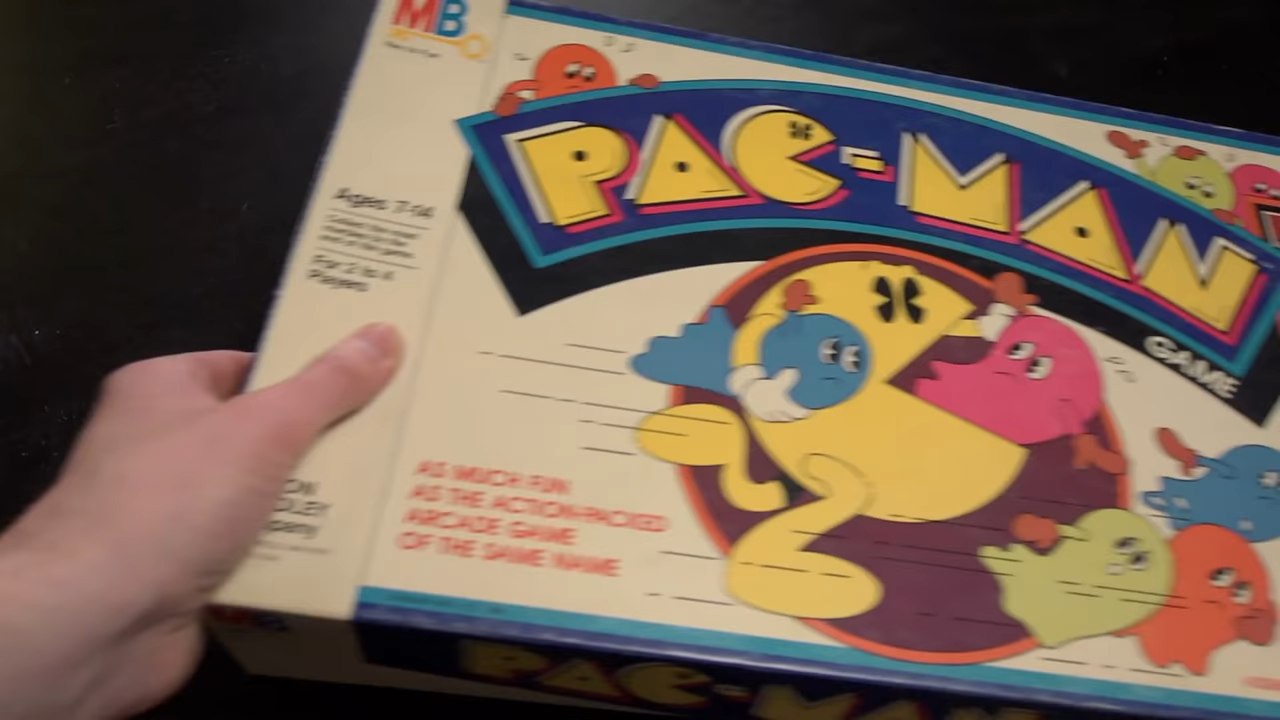 MB
PAC-MAN
GAME
Ages 7-14
For 2 to 4
Players
AS MUCH FUN
AS THE ACTION-PACKED
ARCADE GAME
OF THE SAME NAME
PAC-MAN